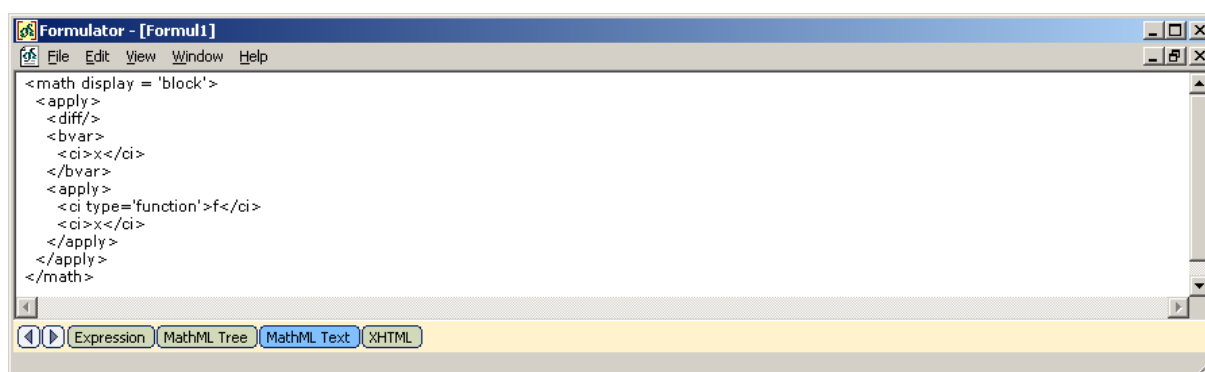 Formulator - [Formul1]
File Edit View Window Help
<math display = 'block'>
<apply>
<diff/>
<bvar>
<ci>x</ci>
</bvar>
<apply>
<ci type='function'>f</ci>
<ci>x</ci>
</apply>
</apply>
</math>
Expression MathML Tree MathML Text XHTML